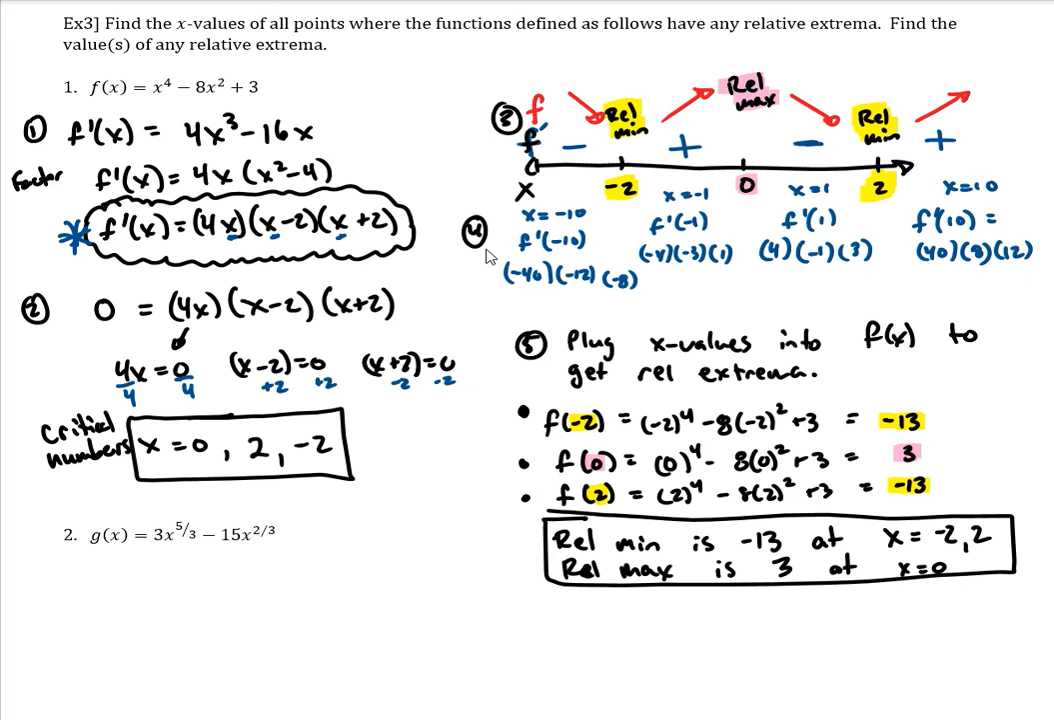 Ex3] Find the x-values of all points where the functions defined as follows have any relative extrema. Find the
value(s) of any relative extrema.
1. f(x) = x⁴ − 8x² + 3
① f'(x) = 4x³ - 16x
Factor f'(x) = 4x (x²-4)
* f'(x) = (4x)(x-2)(x+2)
② 0 = (4x)(x-2)(x+2)
4x = 0 (x-2)=0 (x+2)=0
4 4 +2 +2 -2 -2
Critical numbers x = 0, 2, -2
2. g(x) = 3x^5/3 − 15x^2/3
③ f Rel min Rel max Rel min
f' − + − +
x -2 0 2
x=-10 x=-1 x=1 x=10
④ f'(-10) f'(-1) f'(1) f'(10) =
(-40)(-12)(-8) (-4)(-3)(1) (4)(-1)(3) (40)(8)(12)
⑤ Plug x-values into f(x) to
get rel extrema.
• f(-2) = (-2)⁴ - 8(-2)² + 3 = -13
• f(0) = (0)⁴ - 8(0)² + 3 = 3
• f(2) = (2)⁴ - 8(2)² + 3 = -13
Rel min is -13 at x = -2, 2
Rel max is 3 at x = 0